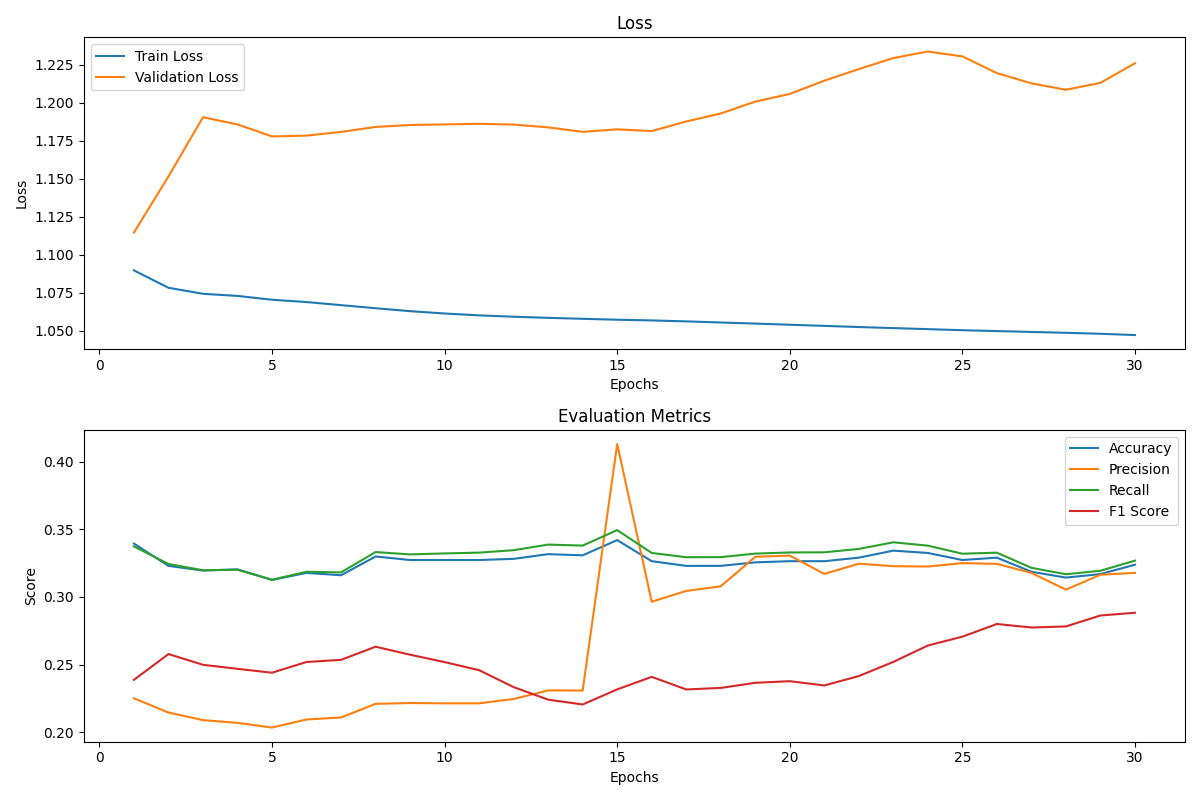 Loss
Train Loss
Validation Loss
1.225
1.200
1.175
1.150
1.125
1.100
1.075
1.050
Loss
0 5 10 15 20 25 30
Epochs
Evaluation Metrics
Accuracy
Precision
Recall
F1 Score
0.40
0.35
0.30
0.25
0.20
Score
0 5 10 15 20 25 30
Epochs